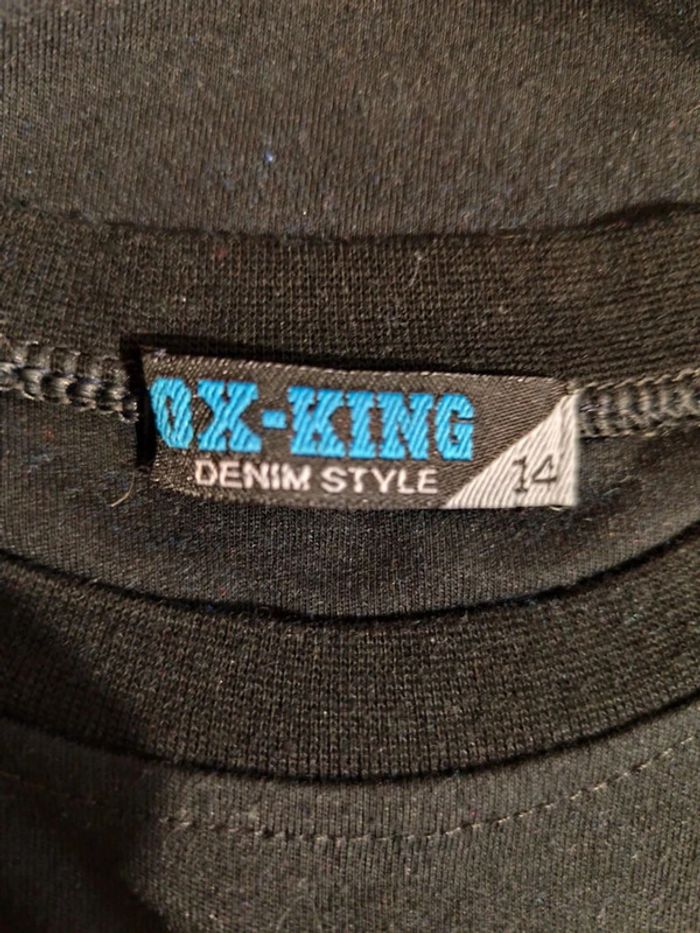 OX-KING
DENIM STYLE
14